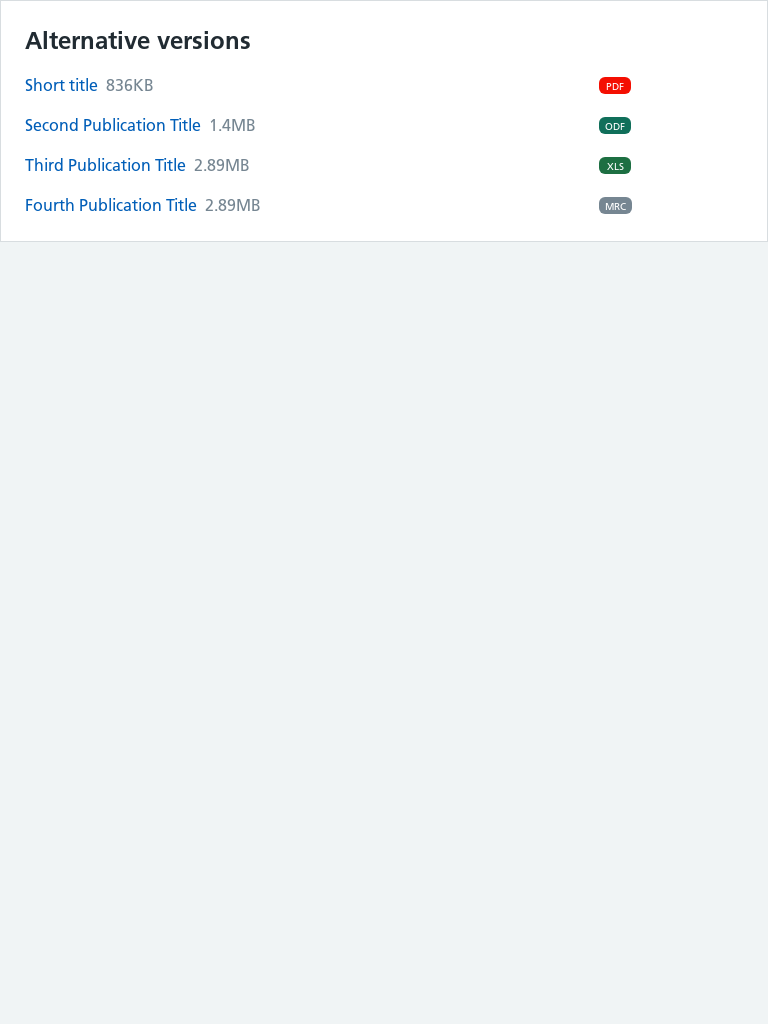 Alternative versions
Short title 836KB PDF
Second Publication Title 1.4MB ODF
Third Publication Title 2.89MB XLS
Fourth Publication Title 2.89MB MRC